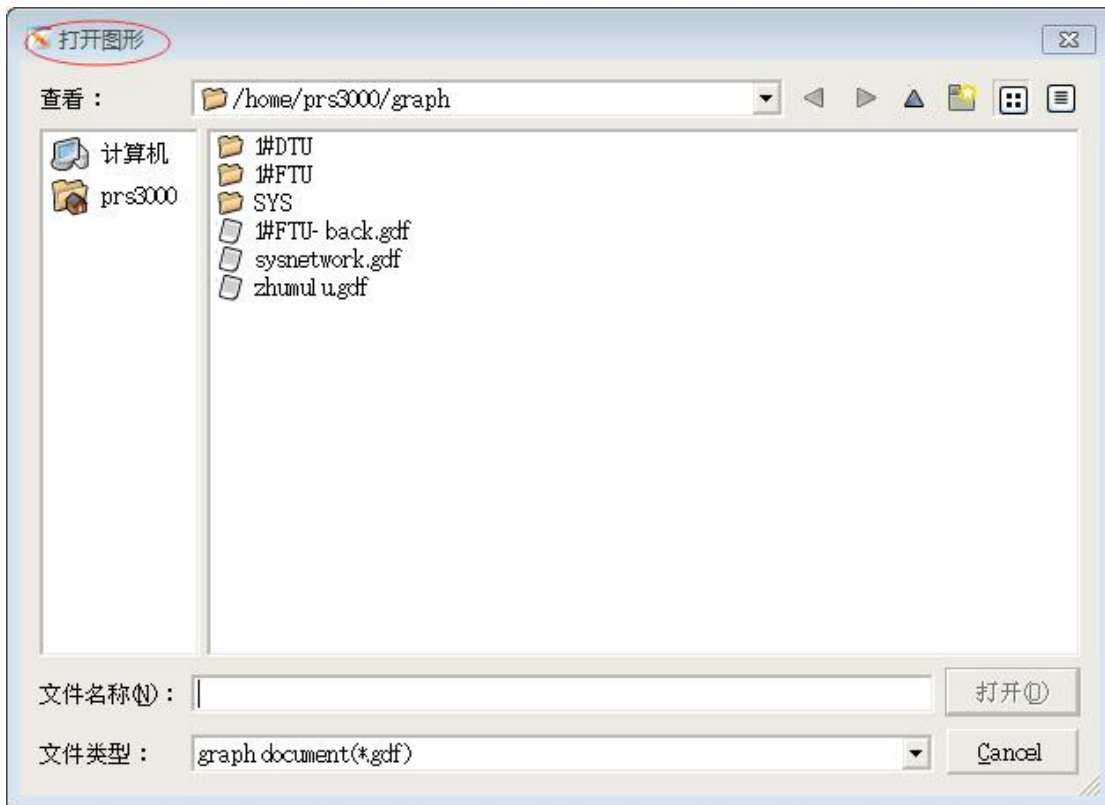 打开图形
查看：
/home/prs3000/graph
计算机
prs3000
1#DTU
1#FTU
SYS
1#FTU-back.gdf
sysnetwork.gdf
zhumulu.gdf
文件名称(N)：
打开(O)
文件类型：
graph document(*.gdf)
Cancel